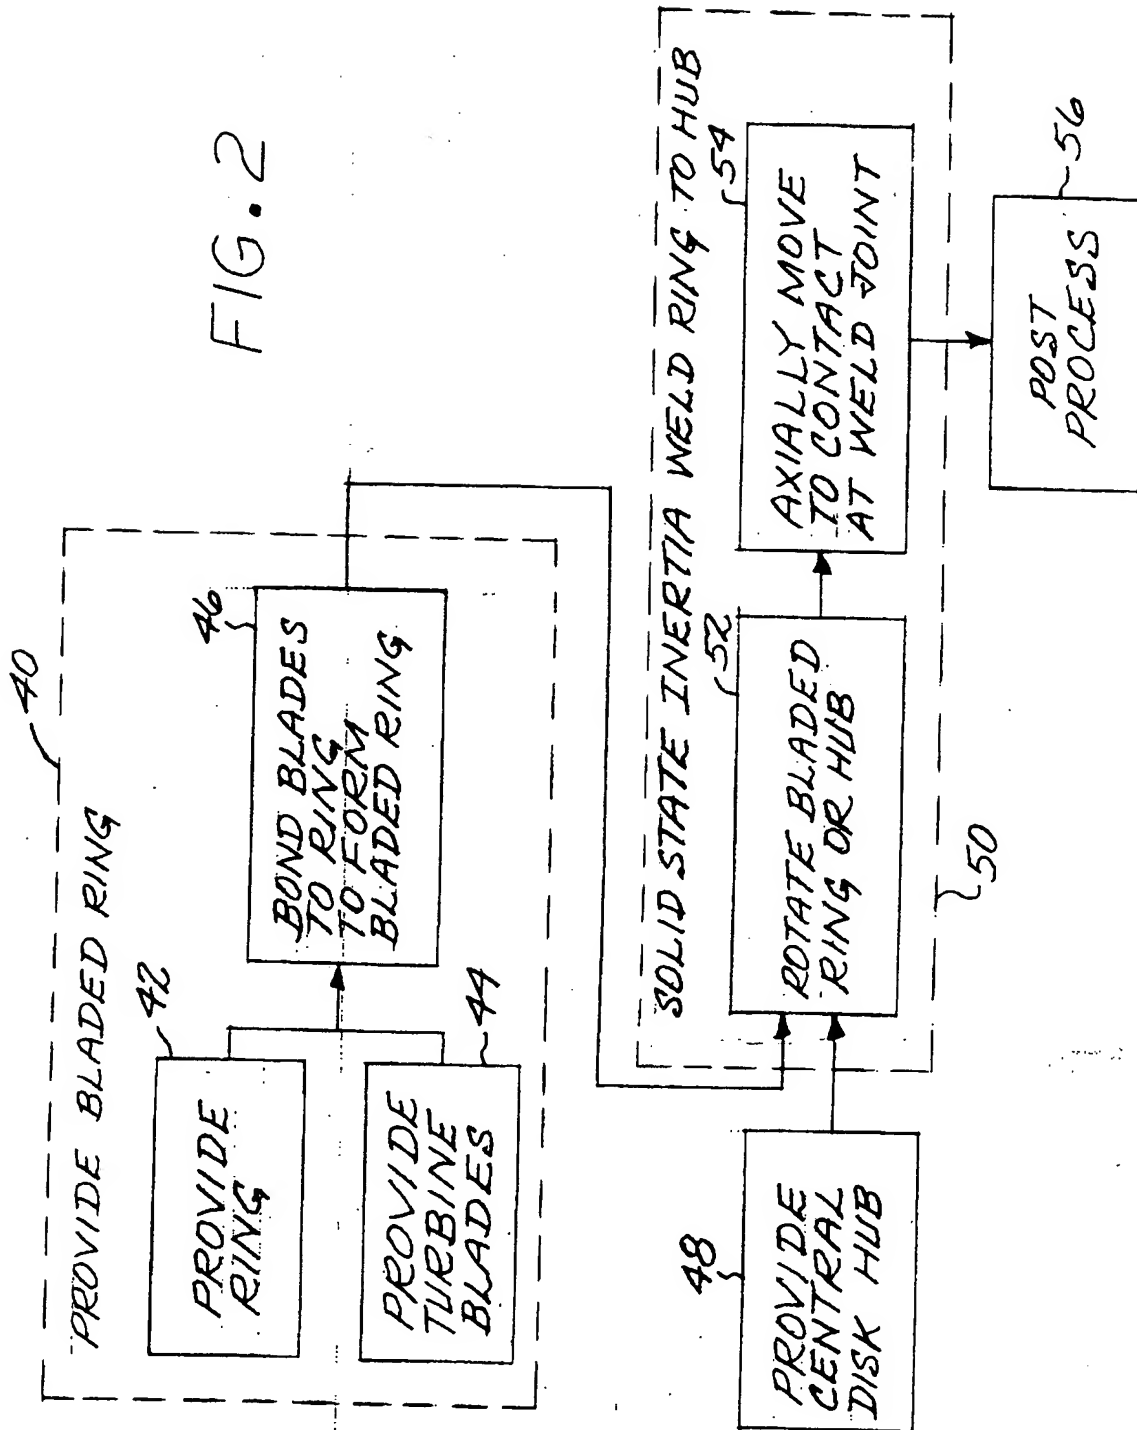 FIG. 2
40
PROVIDE BLADED RING
42
PROVIDE
RING
44
PROVIDE
TURBINE
BLADES
46
BOND BLADES
TO RING
TO FORM
BLADED RING
48
PROVIDE
CENTRAL
DISK HUB
SOLID STATE INERTIA WELD RING TO HUB
52
ROTATE BLADED
RING OR HUB
50
54
AXIALLY MOVE
TO CONTACT
AT WELD JOINT
56
POST
PROCESS